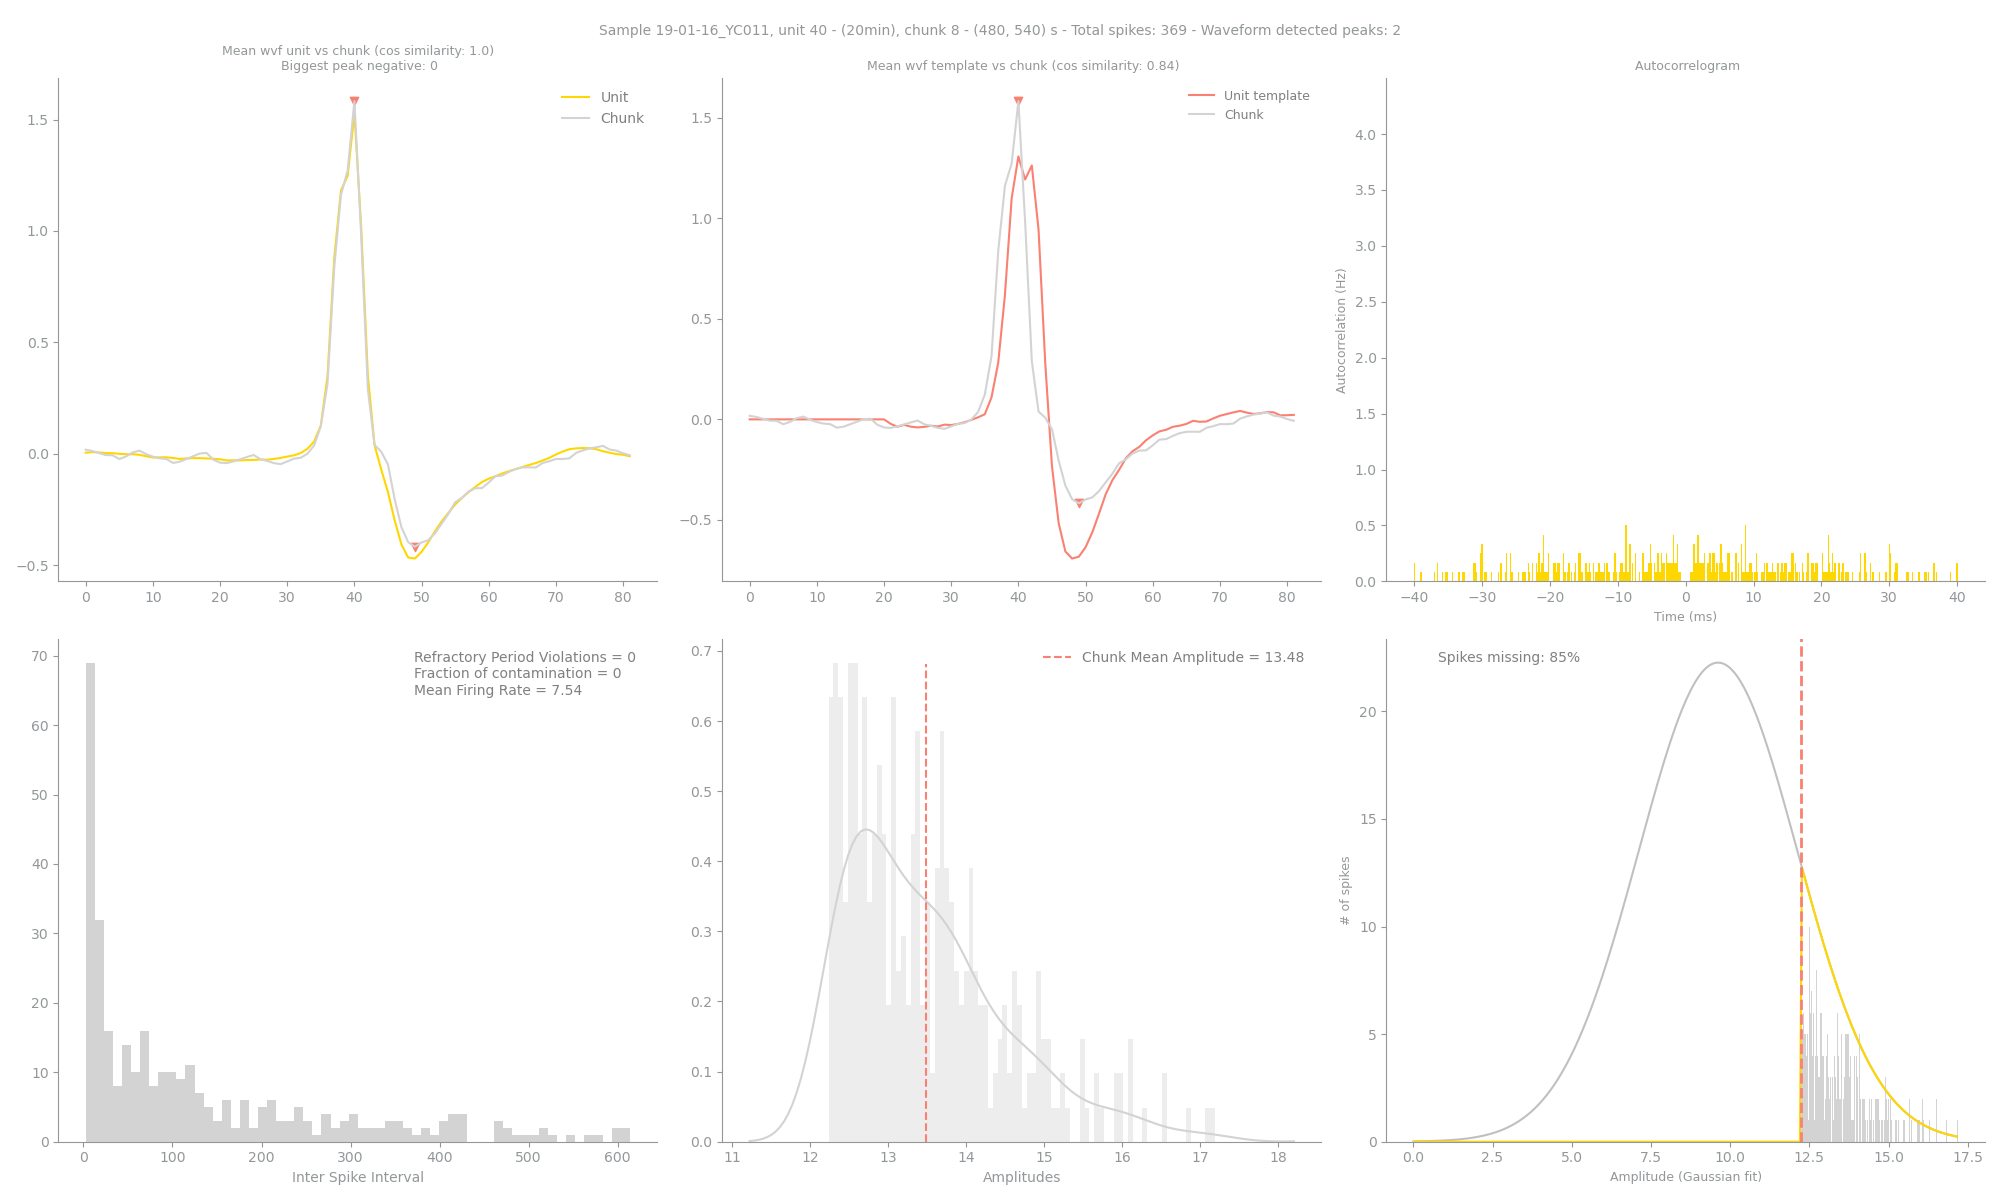 Sample 19-01-16_YC011, unit 40 - (20min), chunk 8 - (480, 540) s - Total spikes: 369 - Waveform detected peaks: 2
Mean wvf unit vs chunk (cos similarity: 1.0)
Biggest peak negative: 0
Unit
Chunk
1.5
1.0
0.5
0.0
−0.5
0 10 20 30 40 50 60 70 80
Mean wvf template vs chunk (cos similarity: 0.84)
Unit template
Chunk
1.5
1.0
0.5
0.0
−0.5
0 10 20 30 40 50 60 70 80
Autocorrelogram
Autocorrelation (Hz)
4.0
3.5
3.0
2.5
2.0
1.5
1.0
0.5
0.0
−40 −30 −20 −10 0 10 20 30 40
Time (ms)
Refractory Period Violations = 0
Fraction of contamination = 0
Mean Firing Rate = 7.54
70
60
50
40
30
20
10
0
0 100 200 300 400 500 600
Inter Spike Interval
Chunk Mean Amplitude = 13.48
0.7
0.6
0.5
0.4
0.3
0.2
0.1
0.0
11 12 13 14 15 16 17 18
Amplitudes
Spikes missing: 85%
# of spikes
20
15
10
5
0
0.0 2.5 5.0 7.5 10.0 12.5 15.0 17.5
Amplitude (Gaussian fit)